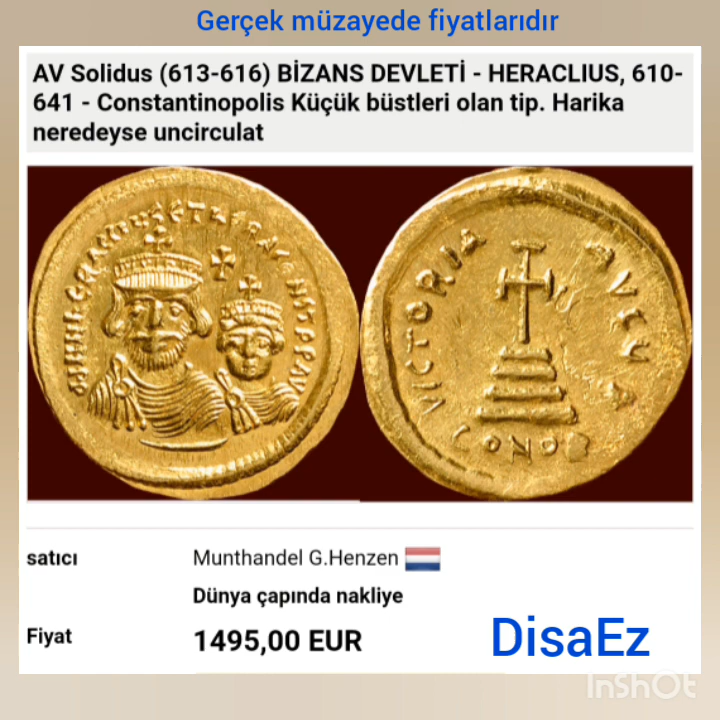 Gerçek müzayede fiyatlarıdır
AV Solidus (613-616) BİZANS DEVLETİ - HERACLIUS, 610-
641 - Constantinopolis Küçük büstleri olan tip. Harika
neredeyse uncirculat
VICTORIA AVGU A
CONOB
satıcı Munthandel G.Henzen
Dünya çapında nakliye
Fiyat 1495,00 EUR
DisaEz
InShOt